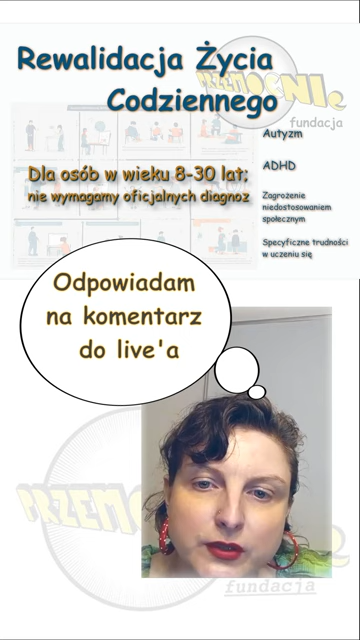 Rewalidacja Życia
Codziennego
PRZEMOCNI
fundacja
Autyzm
ADHD
Dla osób w wieku 8-30 lat;
nie wymagamy oficjalnych diagnoz
Zagrożenie
niedostosowaniem
społecznym
Specyficzne trudności
w uczeniu się
Odpowiadam
na komentarz
do live'a
fundacja